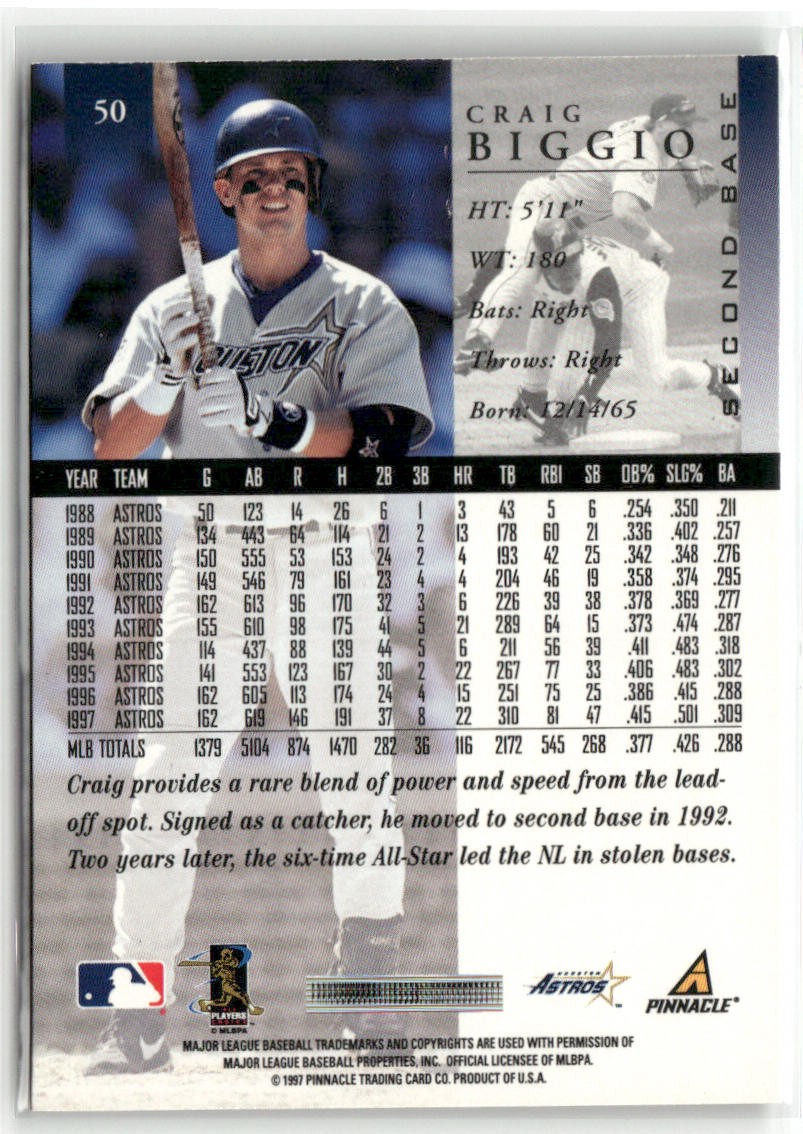 50
CRAIG
BIGGIO
HT: 5'11"
WT: 180
Bats: Right
Throws: Right
Born: 12/14/65
SECOND BASE
HOUSTON
YEAR TEAM G AB R H 2B 3B HR TB RBI SB OB% SLG% BA
1988 ASTROS 50 123 14 26 6 1 3 43 5 6 .254 .350 .211
1989 ASTROS 134 443 64 114 21 2 13 178 60 21 .336 .402 .257
1990 ASTROS 150 555 53 153 24 2 4 193 42 25 .342 .348 .276
1991 ASTROS 149 546 79 161 23 4 4 204 46 19 .358 .374 .295
1992 ASTROS 162 613 96 170 32 3 6 226 39 38 .378 .369 .277
1993 ASTROS 155 610 98 175 41 5 21 289 64 15 .373 .474 .287
1994 ASTROS 114 437 88 139 44 5 6 211 56 39 .411 .483 .318
1995 ASTROS 141 553 123 167 30 2 22 267 77 33 .406 .483 .302
1996 ASTROS 162 605 113 174 24 4 15 251 75 25 .386 .415 .288
1997 ASTROS 162 619 146 191 37 8 22 310 81 47 .415 .501 .309
MLB TOTALS 1379 5104 874 1470 282 36 116 2172 545 268 .377 .426 .288
Craig provides a rare blend of power and speed from the lead-
off spot. Signed as a catcher, he moved to second base in 1992.
Two years later, the six-time All-Star led the NL in stolen bases.
PLAYERS
CHOICE
© MLBPA
HOUSTON
ASTROS™
PINNACLE®
MAJOR LEAGUE BASEBALL TRADEMARKS AND COPYRIGHTS ARE USED WITH PERMISSION OF
MAJOR LEAGUE BASEBALL PROPERTIES, INC. OFFICIAL LICENSEE OF MLBPA.
© 1997 PINNACLE TRADING CARD CO. PRODUCT OF U.S.A.